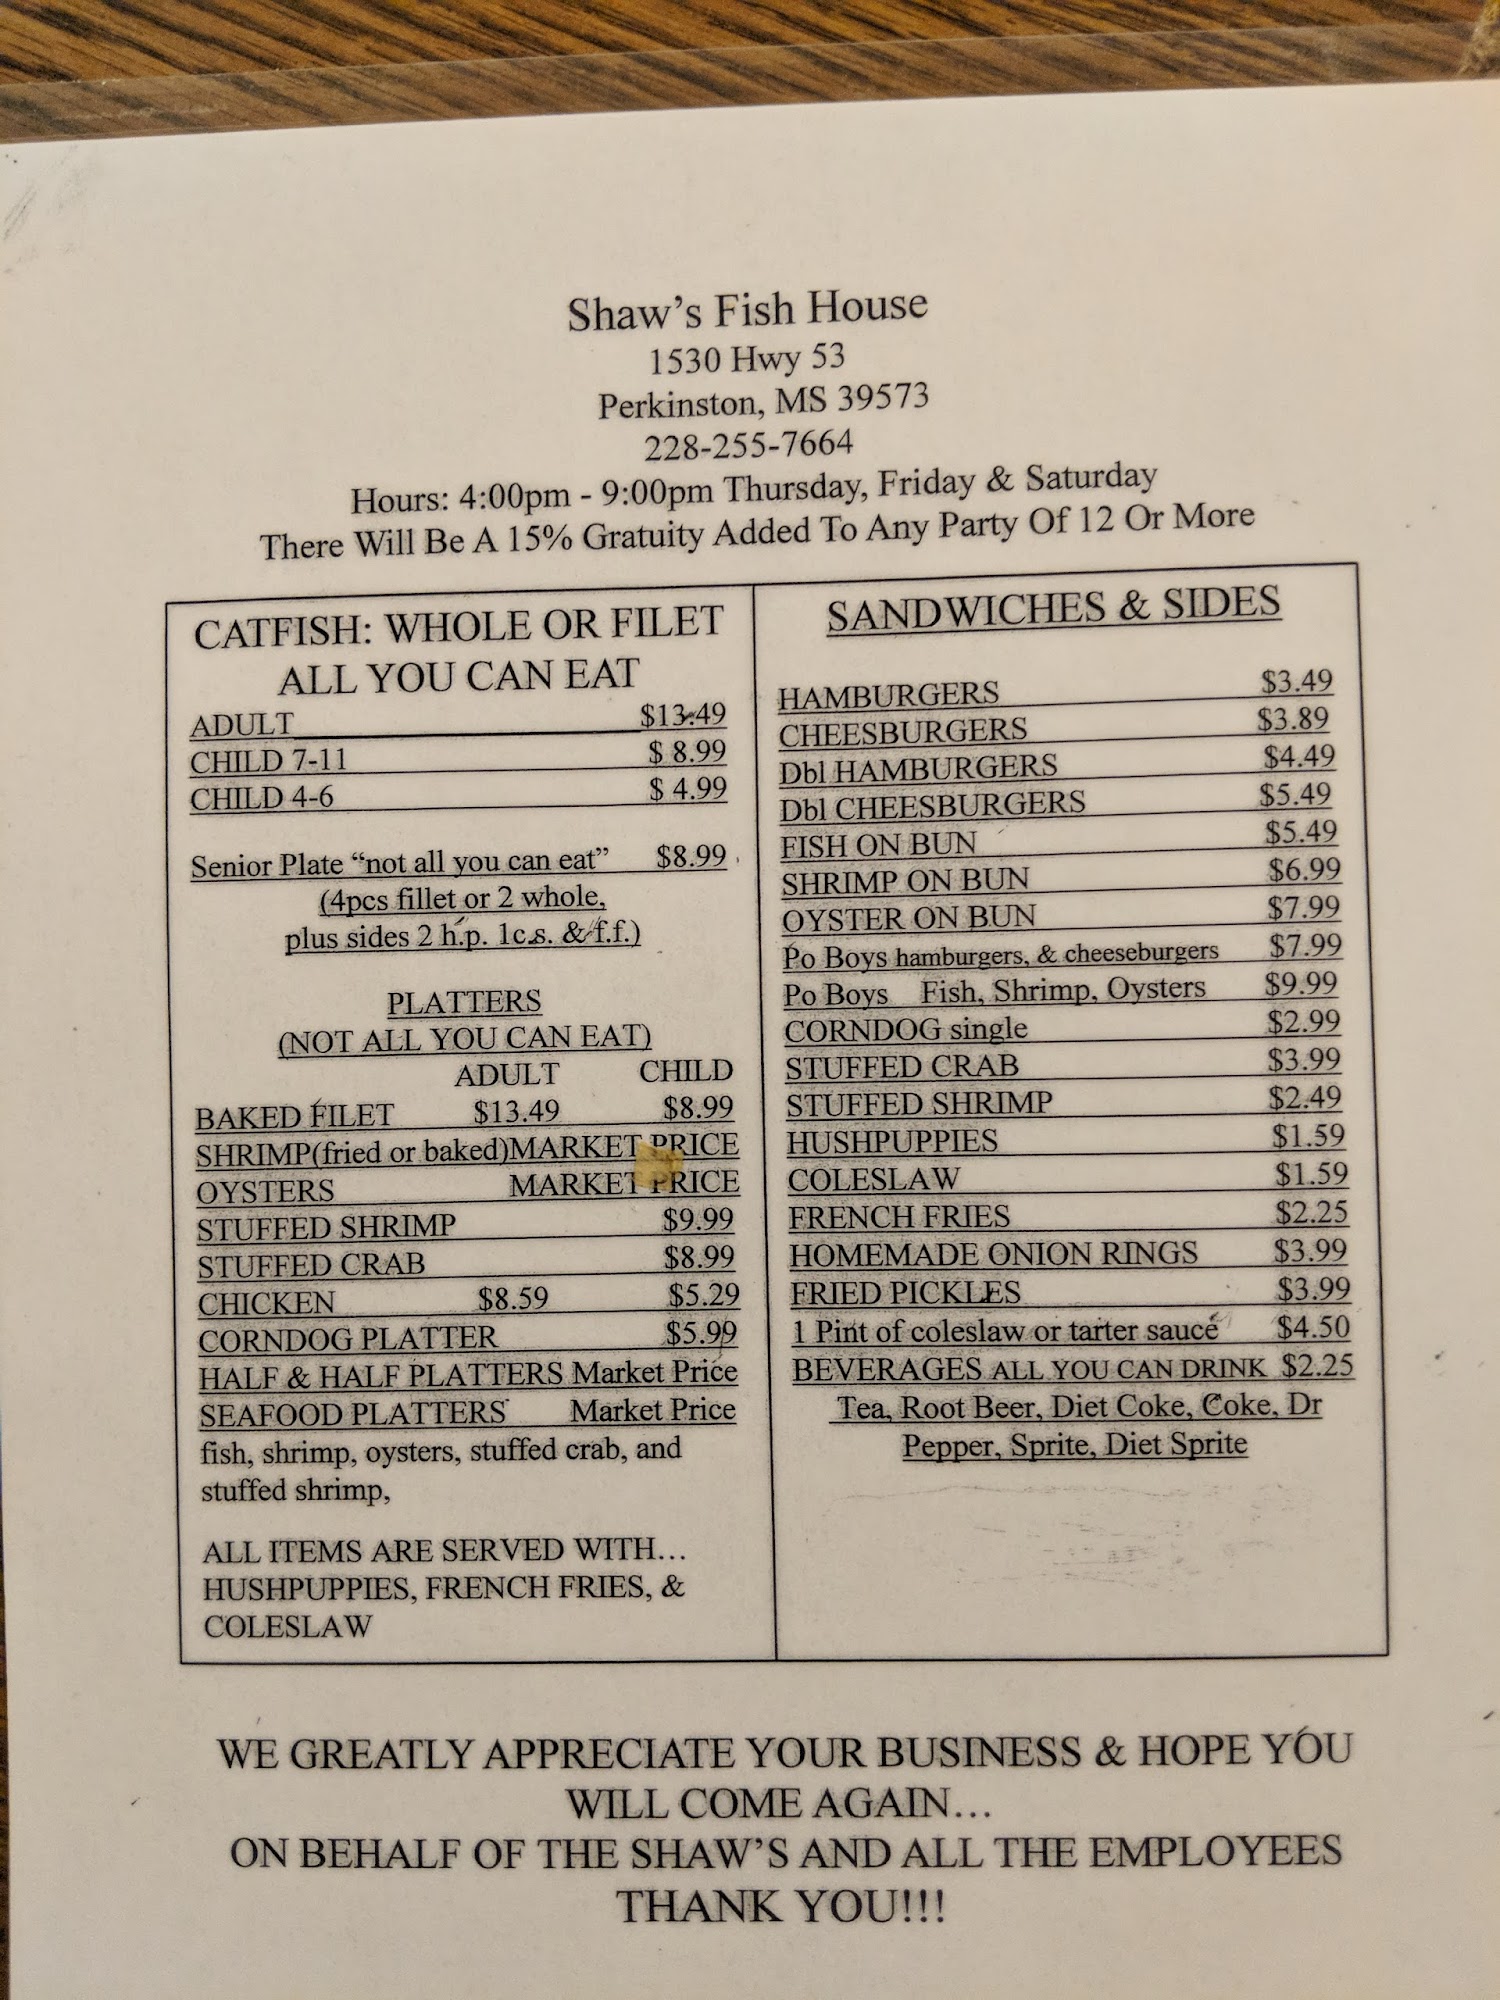 Shaw's Fish House
1530 Hwy 53
Perkinston, MS 39573
228-255-7664
Hours: 4:00pm - 9:00pm Thursday, Friday & Saturday
There Will Be A 15% Gratuity Added To Any Party Of 12 Or More
CATFISH: WHOLE OR FILET
ALL YOU CAN EAT
ADULT $13.49
CHILD 7-11 $ 8.99
CHILD 4-6 $ 4.99
Senior Plate “not all you can eat” $8.99
(4pcs fillet or 2 whole,
plus sides 2 h.p. 1c.s. & f.f.)
PLATTERS
(NOT ALL YOU CAN EAT)
ADULT CHILD
BAKED FILET $13.49 $8.99
SHRIMP(fried or baked)MARKET PRICE
OYSTERS MARKET PRICE
STUFFED SHRIMP $9.99
STUFFED CRAB $8.99
CHICKEN $8.59 $5.29
CORNDOG PLATTER $5.99
HALF & HALF PLATTERS Market Price
SEAFOOD PLATTERS Market Price
fish, shrimp, oysters, stuffed crab, and
stuffed shrimp,
ALL ITEMS ARE SERVED WITH...
HUSHPUPPIES, FRENCH FRIES, &
COLESLAW
SANDWICHES & SIDES
HAMBURGERS $3.49
CHEESBURGERS $3.89
Dbl HAMBURGERS $4.49
Dbl CHEESBURGERS $5.49
FISH ON BUN $5.49
SHRIMP ON BUN $6.99
OYSTER ON BUN $7.99
Po Boys hamburgers, & cheeseburgers $7.99
Po Boys Fish, Shrimp, Oysters $9.99
CORNDOG single $2.99
STUFFED CRAB $3.99
STUFFED SHRIMP $2.49
HUSHPUPPIES $1.59
COLESLAW $1.59
FRENCH FRIES $2.25
HOMEMADE ONION RINGS $3.99
FRIED PICKLES $3.99
1 Pint of coleslaw or tarter sauce $4.50
BEVERAGES ALL YOU CAN DRINK $2.25
Tea, Root Beer, Diet Coke, Coke, Dr
Pepper, Sprite, Diet Sprite
WE GREATLY APPRECIATE YOUR BUSINESS & HOPE YOU
WILL COME AGAIN...
ON BEHALF OF THE SHAW'S AND ALL THE EMPLOYEES
THANK YOU!!!